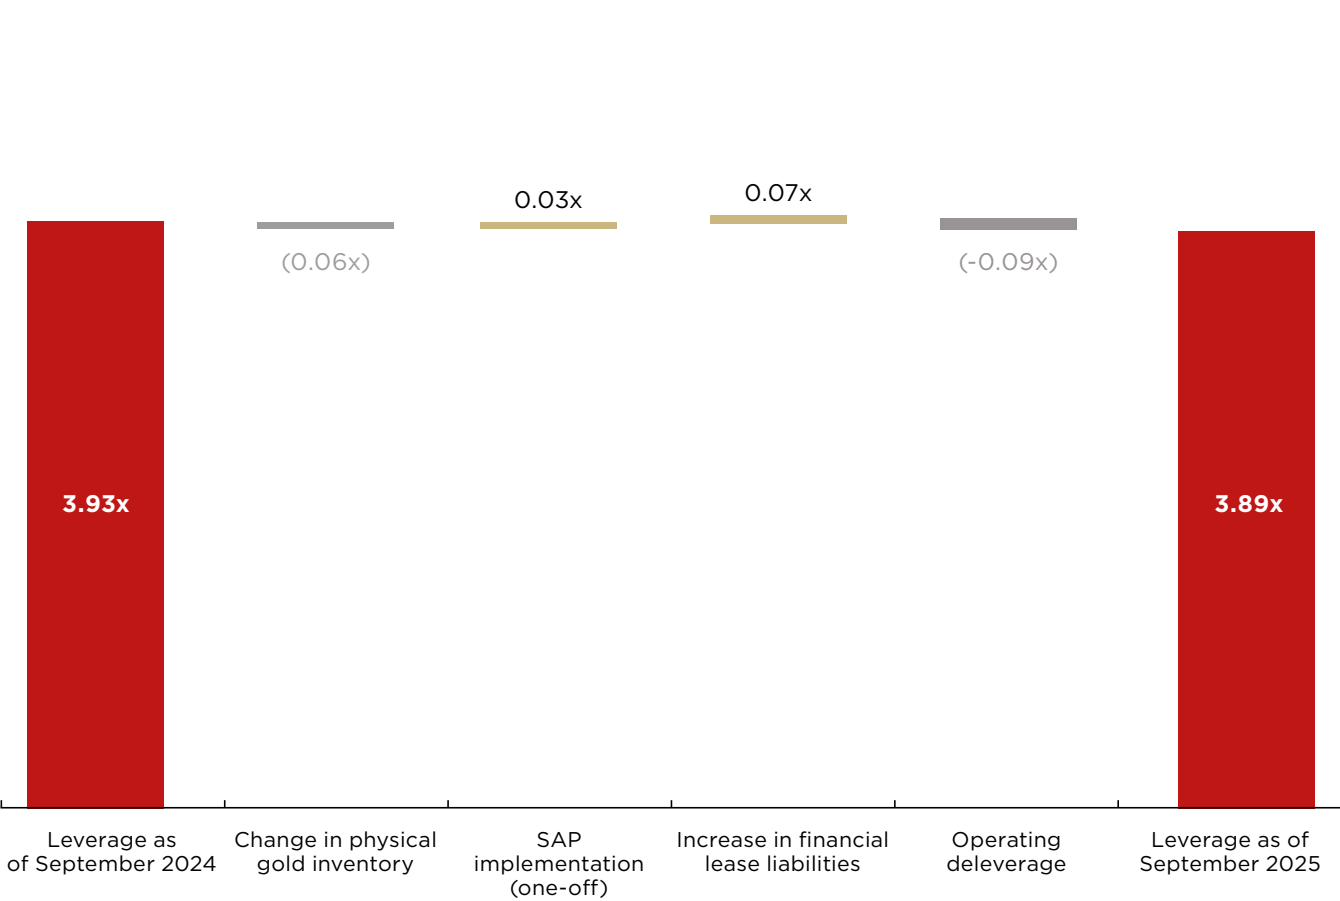 0.03x
0.07x
(0.06x)
(-0.09x)
3.93x
3.89x
Leverage as
of September 2024
Change in physical
gold inventory
SAP
implementation
(one-off)
Increase in financial
lease liabilities
Operating
deleverage
Leverage as of
September 2025